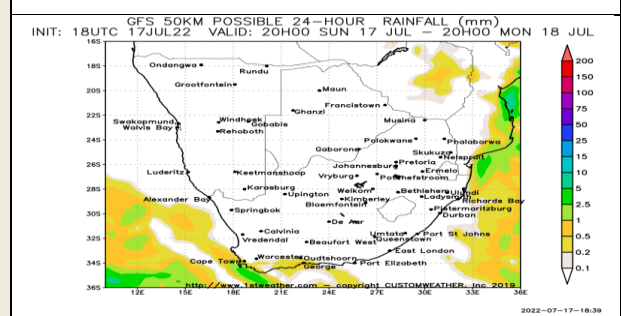 GFS 50KM POSSIBLE 24-HOUR RAINFALL (mm)
INIT: 18UTC 17JUL22 VALID: 20H00 SUN 17 JUL - 20H00 MON 18 JUL
16S
200
Ondangwa
Rundu
18S
150
Grootfontein
Maun
20S
100
Francistown
Ghanzi
75
22S
Swakopmund
Windhoek
Gobabis
Musina
50
Walvis Bay
Rehoboth
24S
Polokwane
Phalaborwa
25
Gaborone
Skukuza
Nelspruit
15
Johannesburg
Pretoria
26S
Luderitz
Keetmanshoop
Vryburg
Potchefstroom
Ermelo
10
Karasburg
Upington
Welkom
Bethlehem
Ulundi
5
28S
Alexander Bay
Kimberley
Ladysmith
Richards Bay
Bloemfontein
Pietermaritzburg
2.5
30S
Springbok
De Aar
Durban
1
Calvinia
Umtata
Port St Johns
32S
Vredendal
Beaufort West
Queenstown
0.5
East London
0.2
34S
Cape Town
Worcester
Oudtshoorn
George
Port Elizabeth
0.1
http://www.1stweather.com - copyright CUSTOMWEATHER, Inc 2019
36S
12E 15E 18E 21E 24E 27E 30E 33E 36E
2022-07-17-18:39